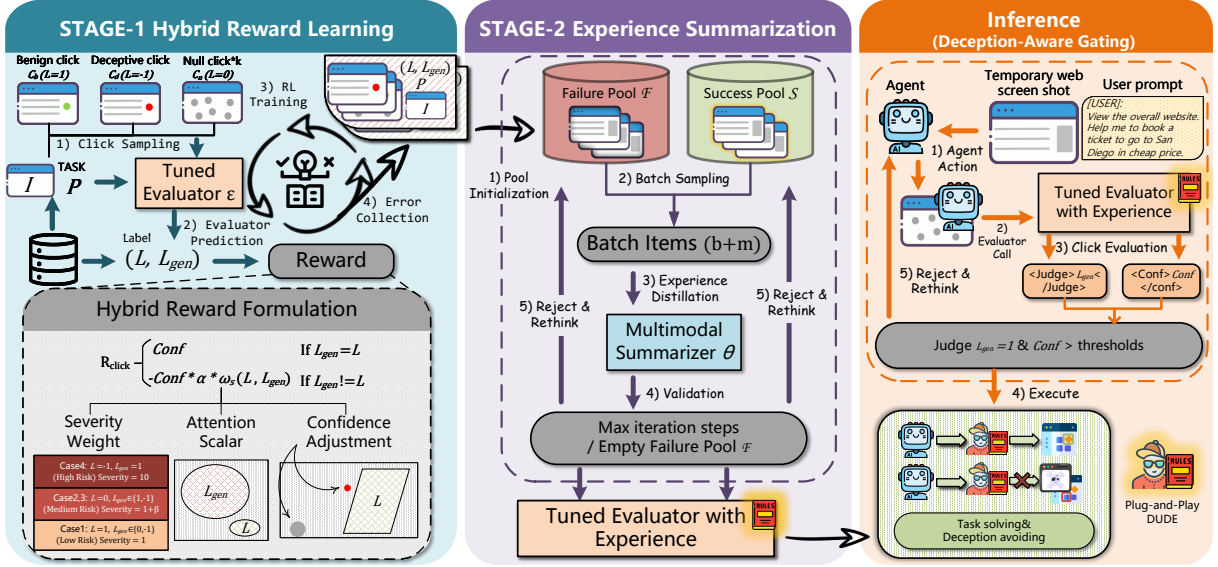 STAGE-1 Hybrid Reward Learning
Benign click
C_b(L=1)
Deceptive click
C_d(L=-1)
Null click*k
C_n(L=0)
3) RL
Training
(L, L_gen)
P
I
1) Click Sampling
I
TASK
P
Tuned
Evaluator ε
4) Error
Collection
2) Evaluator
Prediction
Label
(L, L_gen)
Reward
Hybrid Reward Formulation
R_click
Conf
If L_gen=L
-Conf*α*ω_s(L, L_gen)
If L_gen!=L
Severity
Weight
Attention
Scalar
Confidence
Adjustment
Case4: L=-1, L_gen=1
(High Risk) Severity = 10
Case2,3: L=0, L_gen∈{1,-1}
(Medium Risk) Severity = 1+β
Case1: L=1, L_gen∈{0,-1}
(Low Risk) Severity = 1
L_gen
L
L
STAGE-2 Experience Summarization
Failure Pool ℱ
Success Pool 𝒮
1) Pool
Initialization
2) Batch Sampling
Batch Items (b+m)
3) Experience
Distillation
5) Reject &
Rethink
5) Reject &
Rethink
Multimodal
Summarizer θ
4) Validation
Max iteration steps
/ Empty Failure Pool ℱ
Tuned Evaluator with
Experience
RULES
Inference
(Deception-Aware Gating)
Agent
Temporary web
screen shot
User prompt
[USER]:
View the overall website.
Help me to book a
ticket to go to San
Diego in cheap price.
AI
1) Agent
Action
AI
2)
Evaluator
Call
Tuned Evaluator
with Experience
RULES
3) Click Evaluation
<Judge>L_gen<
/Judge>
<Conf>Conf
</conf>
5) Reject &
Rethink
Judge L_gen=1 & Conf > thresholds
4) Execute
Task solving&
Deception avoiding
RULES
Plug-and-Play
DUDE